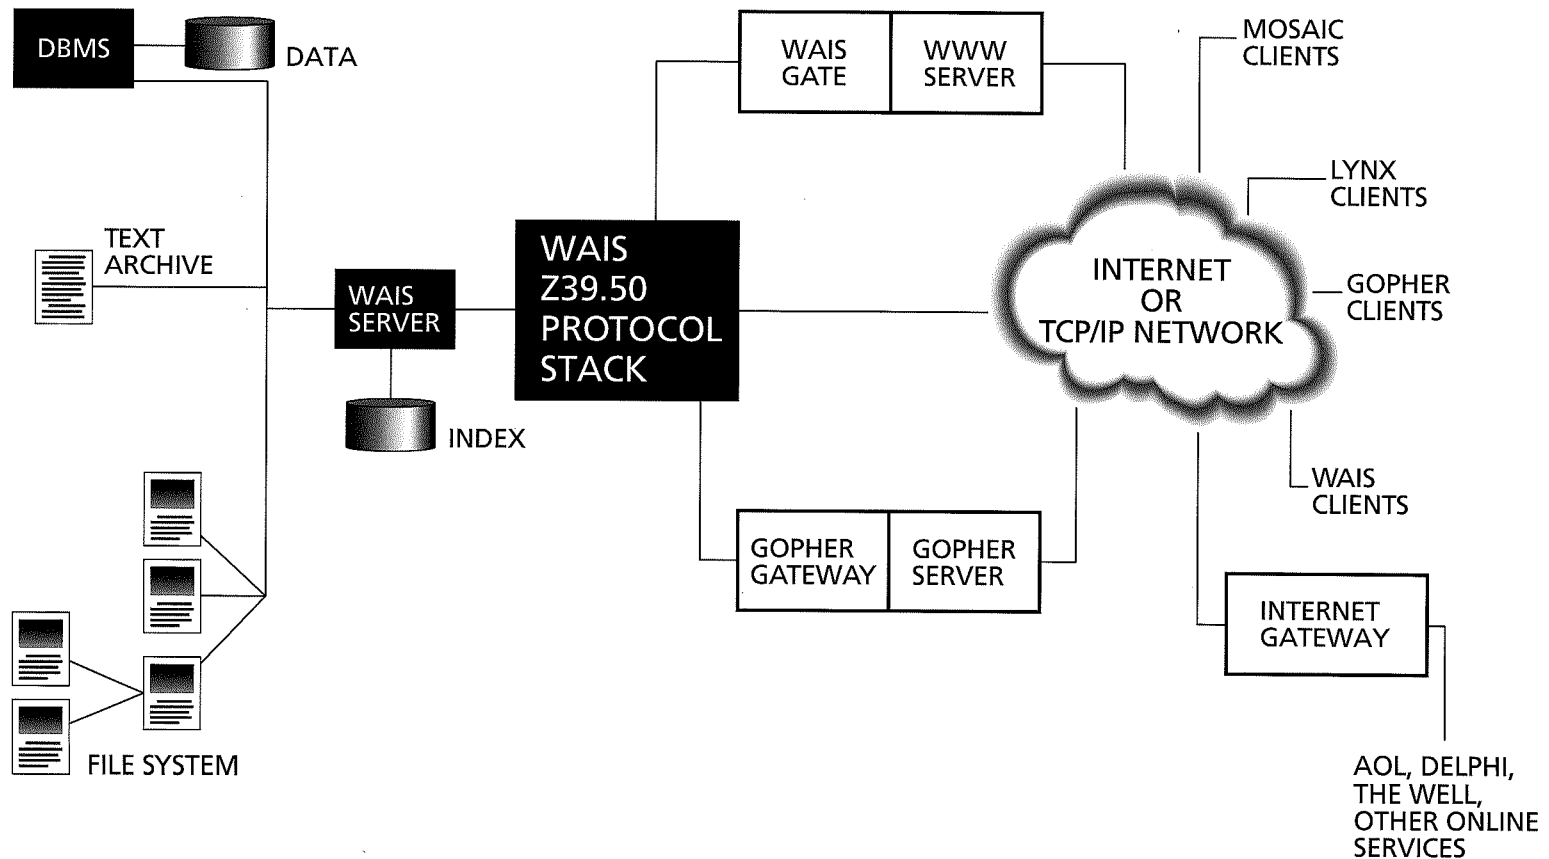 DBMS
DATA
WAIS
GATE
WWW
SERVER
MOSAIC
CLIENTS
LYNX
CLIENTS
TEXT
ARCHIVE
WAIS
SERVER
WAIS
Z39.50
PROTOCOL
STACK
INTERNET
OR
TCP/IP NETWORK
GOPHER
CLIENTS
INDEX
WAIS
CLIENTS
GOPHER
GATEWAY
GOPHER
SERVER
INTERNET
GATEWAY
FILE SYSTEM
AOL, DELPHI,
THE WELL,
OTHER ONLINE
SERVICES